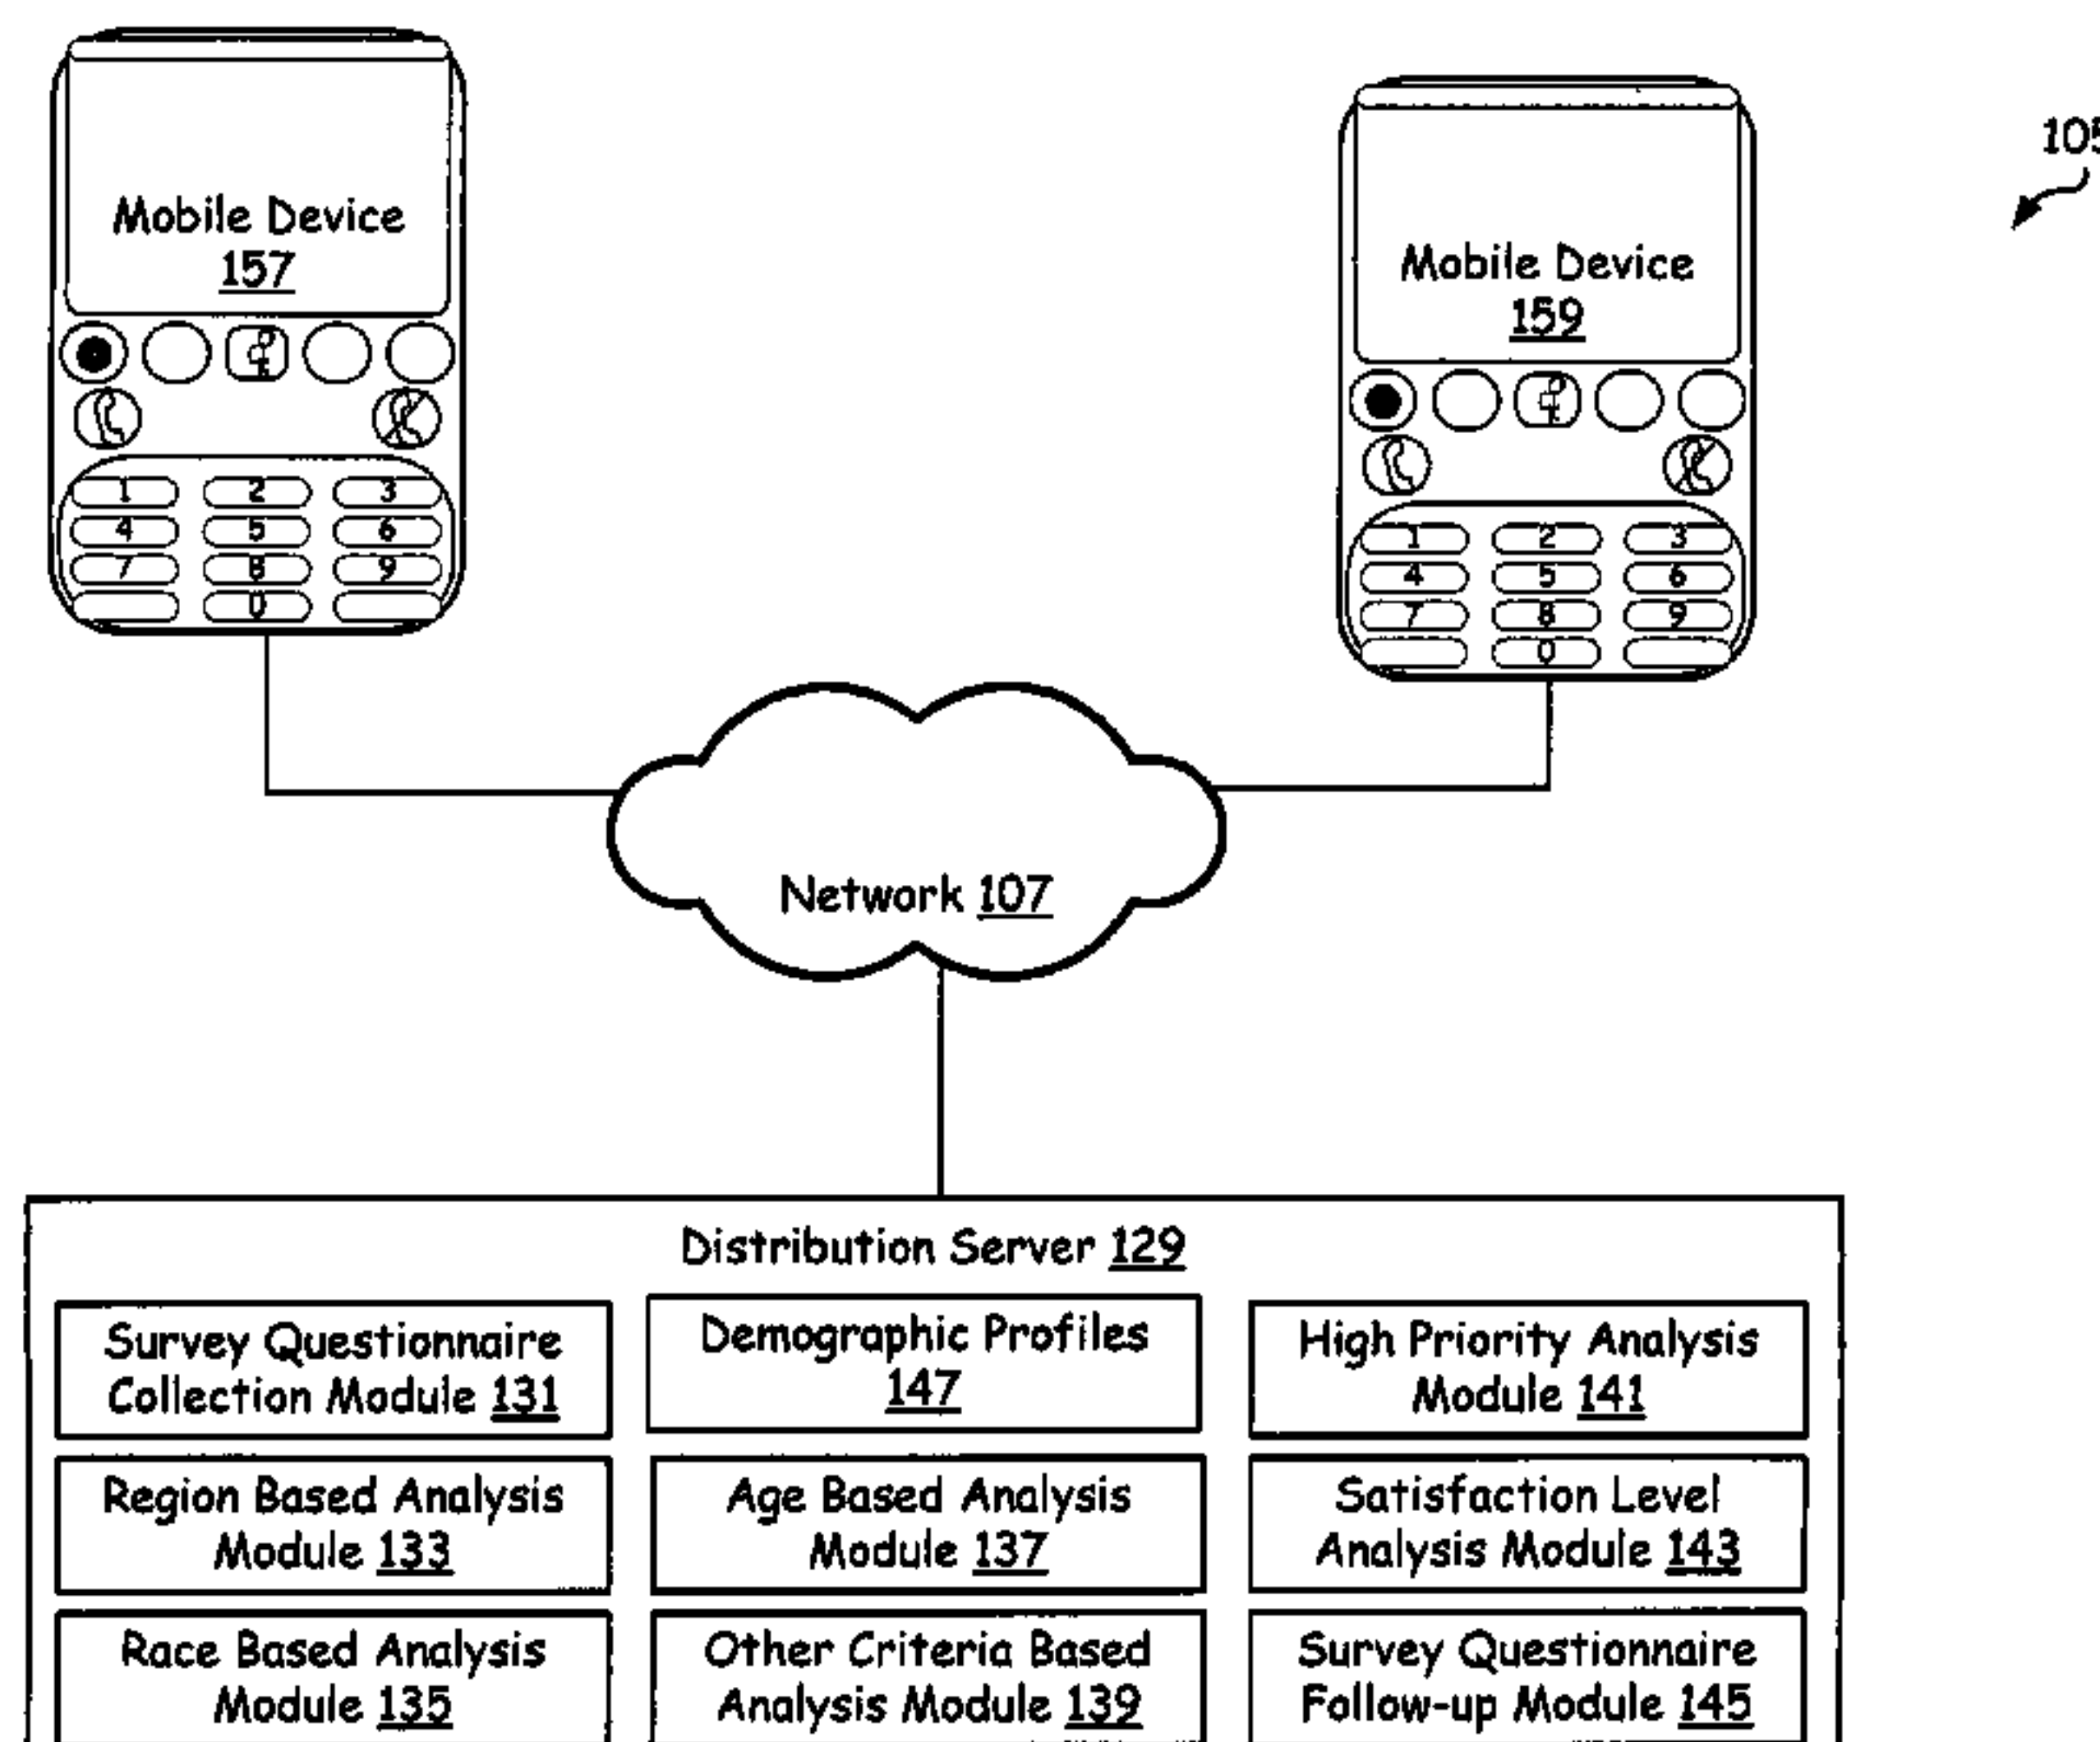 105
Mobile Device
157
Mobile Device
159
1 2 3
4 5 6
7 8 9
0
1 2 3
4 5 6
7 8 9
0
Network 107
Distribution Server 129
Survey Questionnaire
Collection Module 131
Demographic Profiles
147
High Priority Analysis
Module 141
Region Based Analysis
Module 133
Age Based Analysis
Module 137
Satisfaction Level
Analysis Module 143
Race Based Analysis
Module 135
Other Criteria Based
Analysis Module 139
Survey Questionnaire
Follow-up Module 145